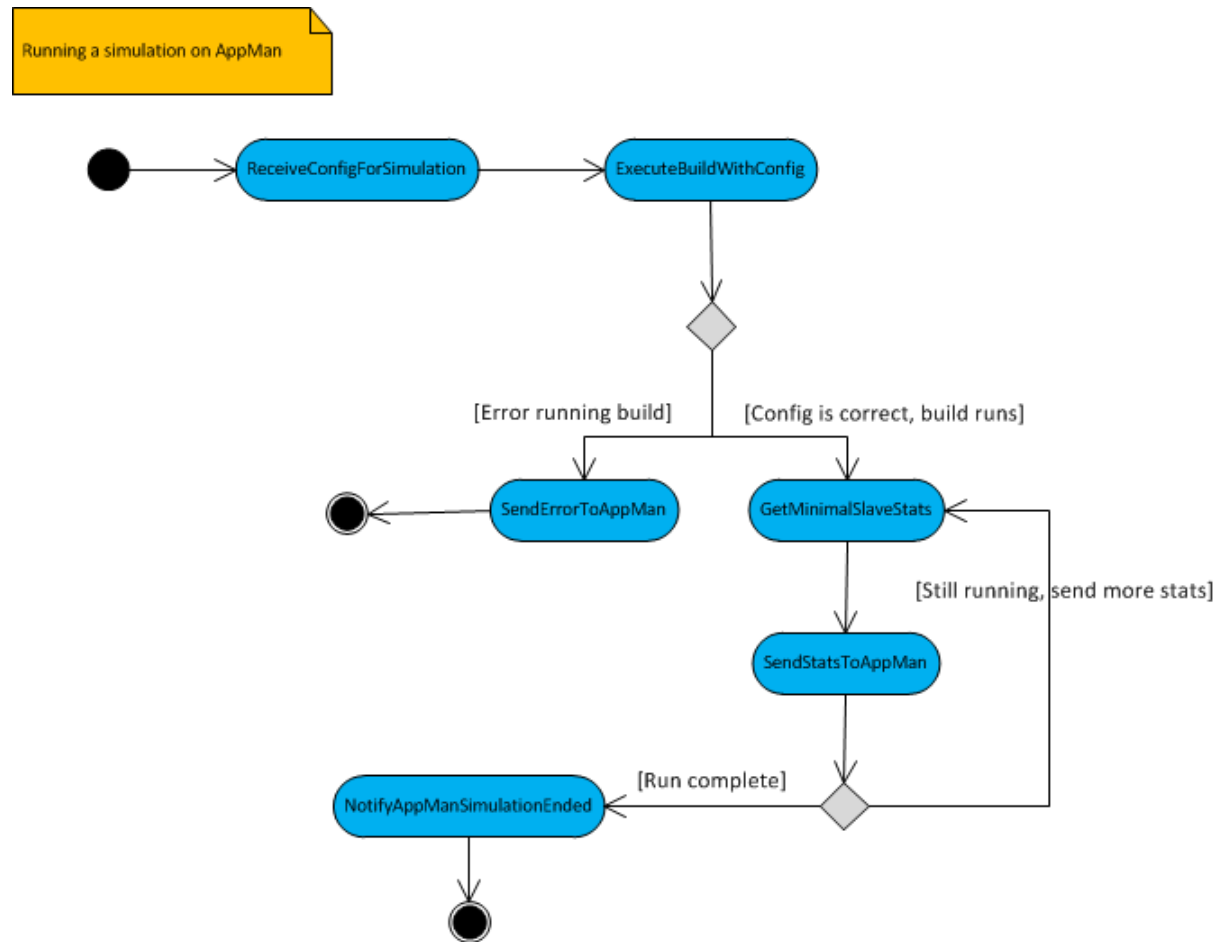 Running a simulation on AppMan
ReceiveConfigForSimulation
ExecuteBuildWithConfig
[Error running build]
[Config is correct, build runs]
SendErrorToAppMan
GetMinimalSlaveStats
[Still running, send more stats]
SendStatsToAppMan
[Run complete]
NotifyAppManSimulationEnded